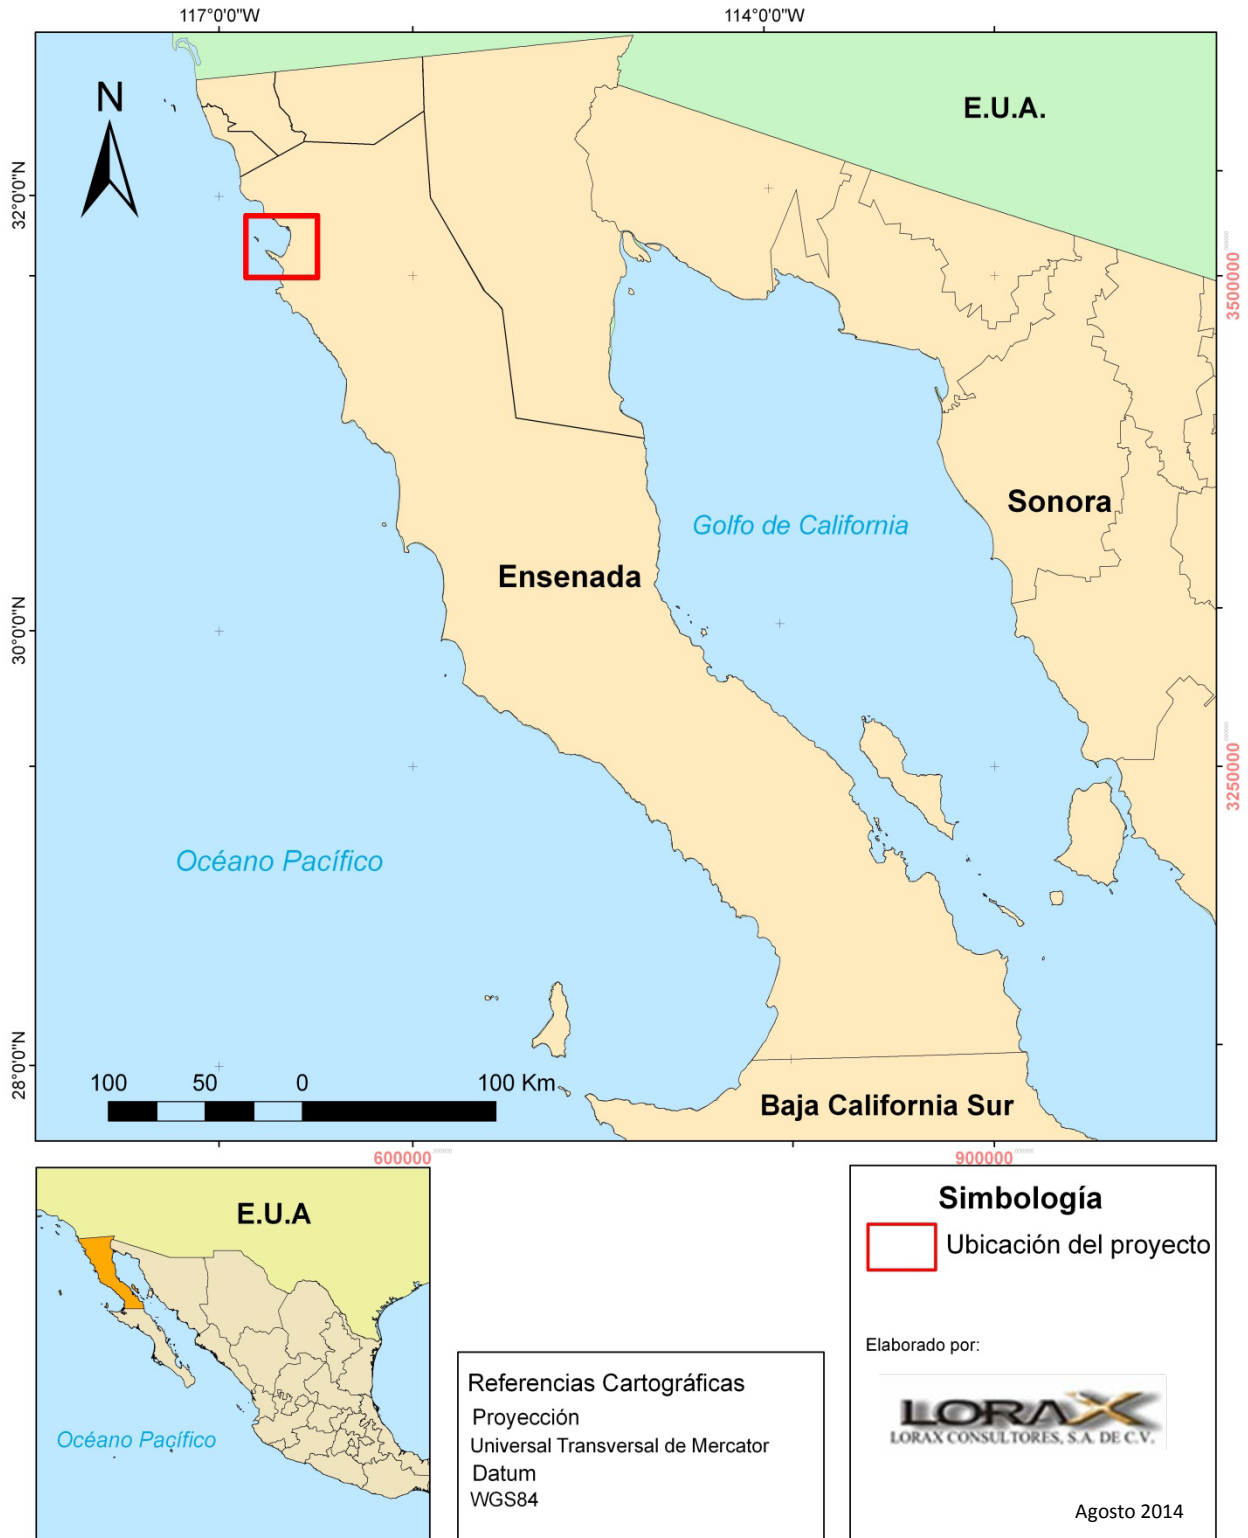 117°0'0"W
114°0'0"W
N
E.U.A.
32°0'0"N
3500000
Sonora
Golfo de California
Ensenada
30°0'0"N
3250000
Océano Pacífico
28°0'0"N
100 50 0 100 Km
Baja California Sur
600000
900000
E.U.A
Océano Pacífico
Referencias Cartográficas
Proyección
Universal Transversal de Mercator
Datum
WGS84
Simbología
Ubicación del proyecto
Elaborado por:
LORAX
LORAX CONSULTORES, S.A. DE C.V.
Agosto 2014